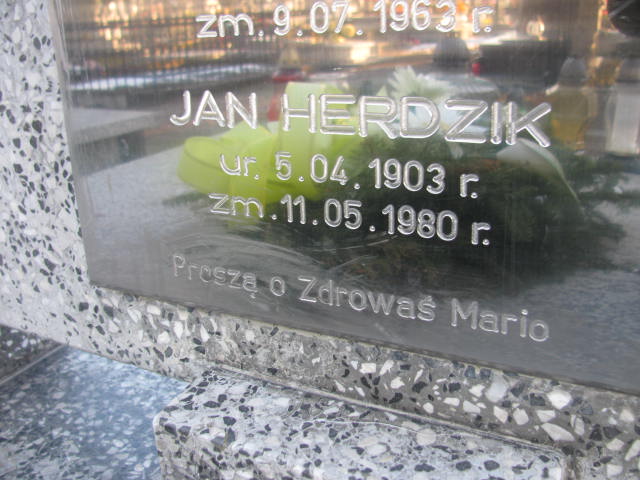 zm. 9.07.1963 r.
JAN HERDZIK
ur. 5.04.1903 r.
zm. 11.05.1980 r.
Proszą o Zdrowaś Mario